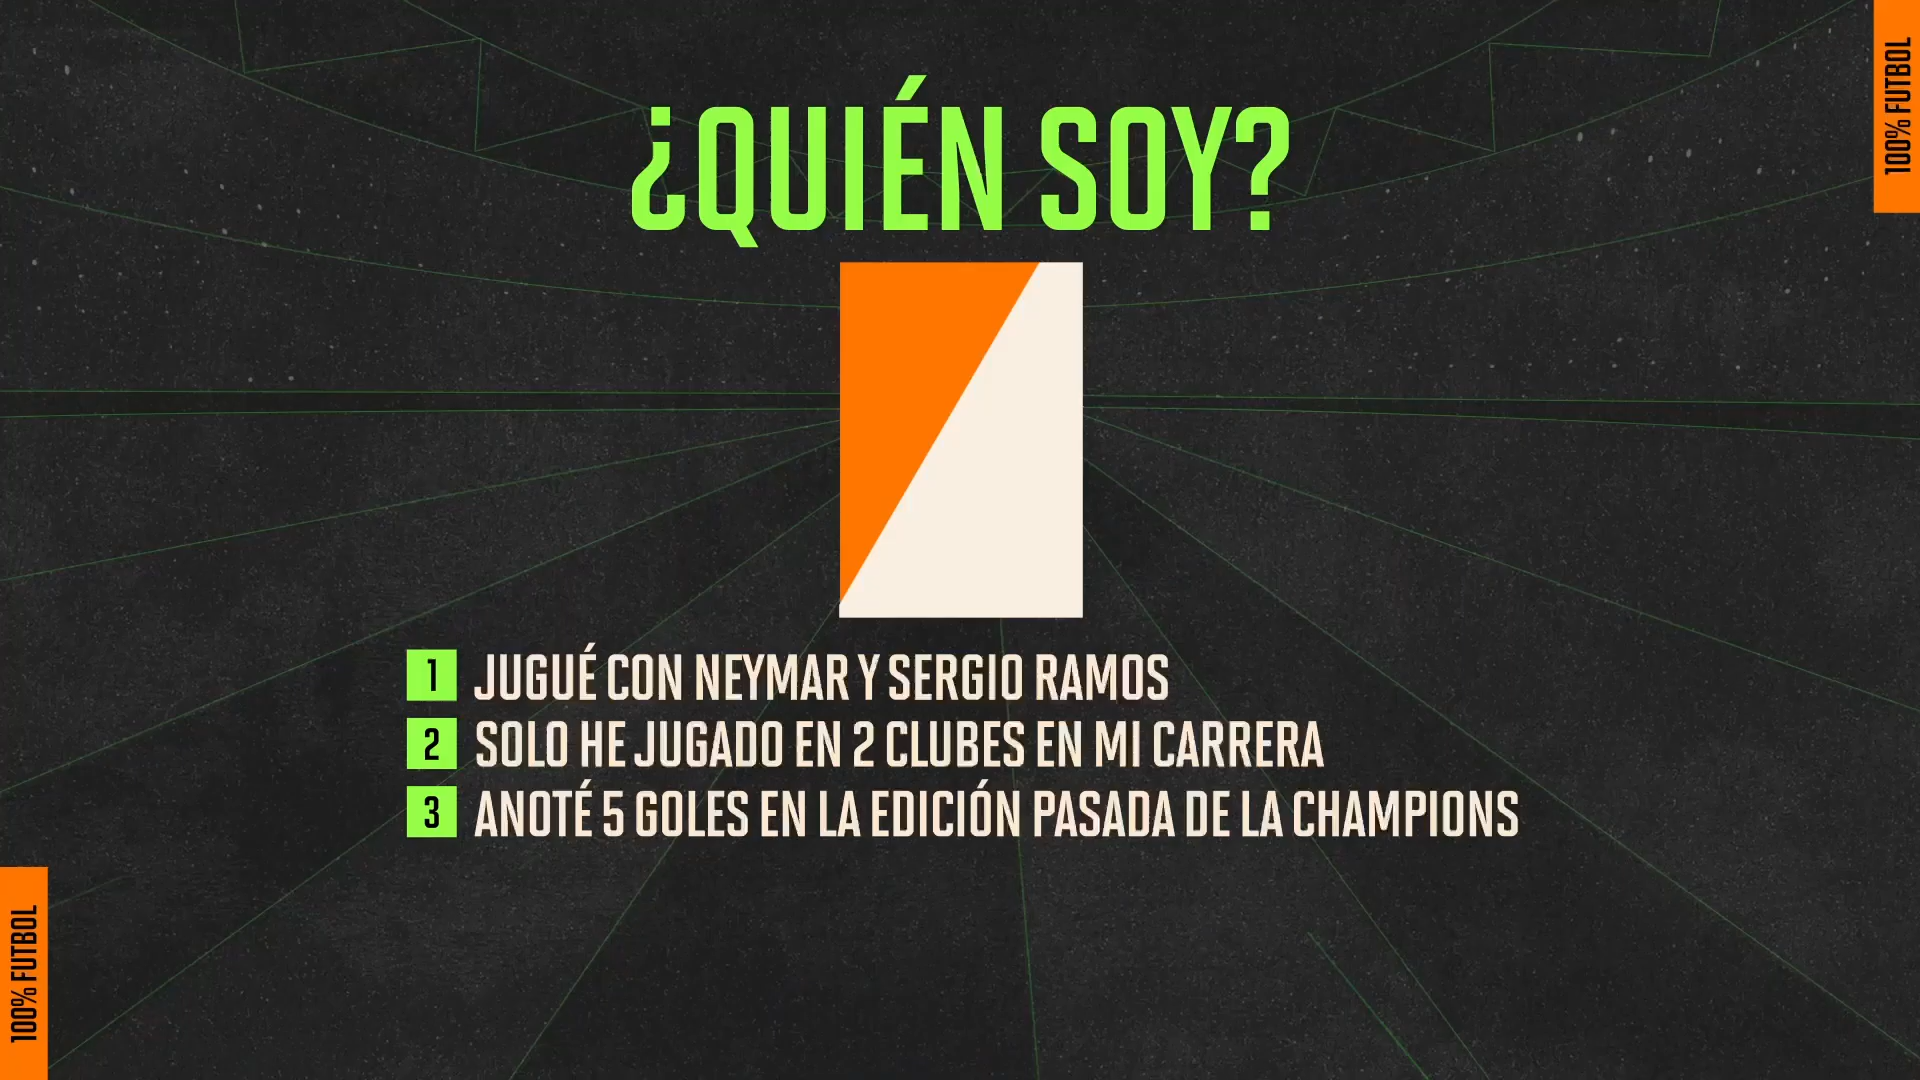 100% FUTBOL
¿QUIÉN SOY?
1 JUGUÉ CON NEYMAR Y SERGIO RAMOS
2 SOLO HE JUGADO EN 2 CLUBES EN MI CARRERA
3 ANOTÉ 5 GOLES EN LA EDICIÓN PASADA DE LA CHAMPIONS
100% FUTBOL